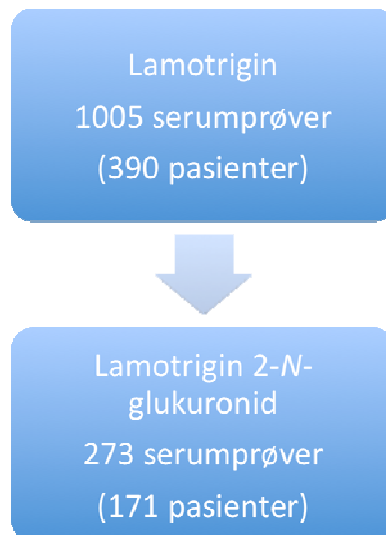 Lamotrigin
1005 serumprøver
(390 pasienter)
Lamotrigin 2-N-
glukuronid
273 serumprøver
(171 pasienter)